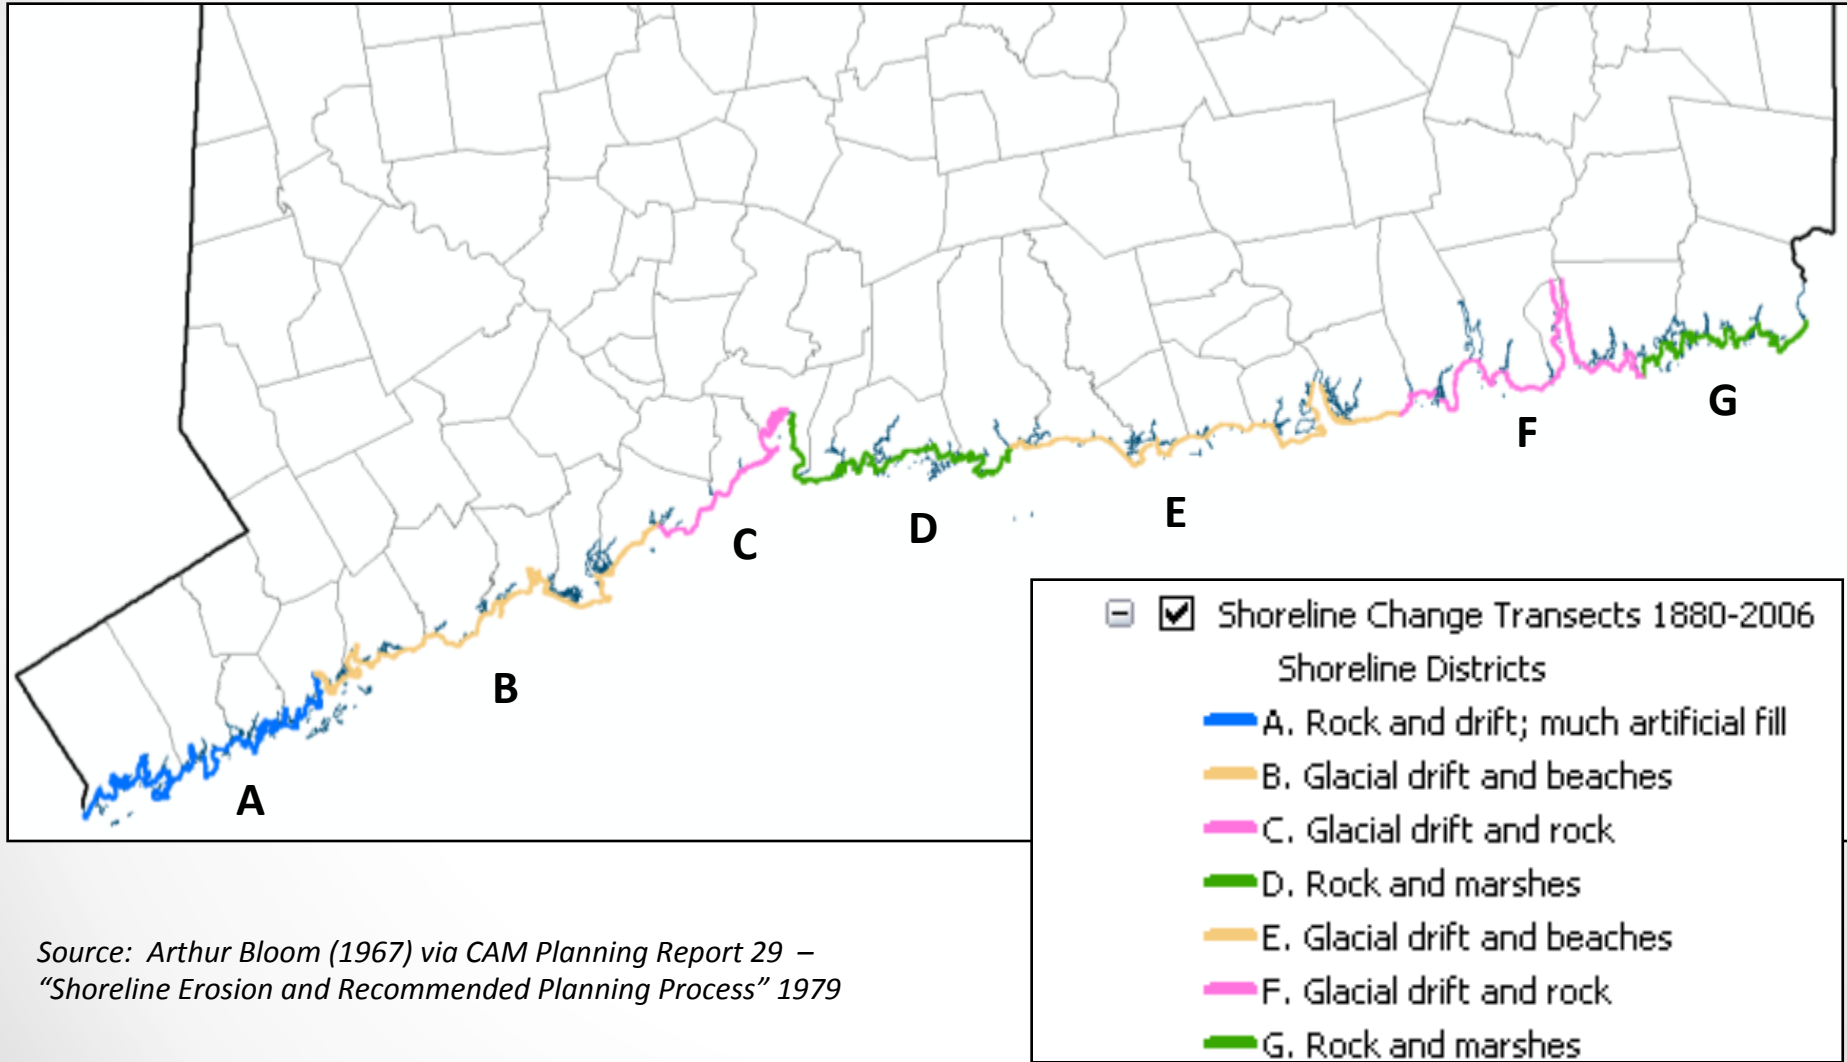 G
F
E
D
C
B
A
Shoreline Change Transects 1880-2006
Shoreline Districts
A. Rock and drift; much artificial fill
B. Glacial drift and beaches
C. Glacial drift and rock
D. Rock and marshes
E. Glacial drift and beaches
F. Glacial drift and rock
G. Rock and marshes
Source: Arthur Bloom (1967) via CAM Planning Report 29 –
“Shoreline Erosion and Recommended Planning Process” 1979